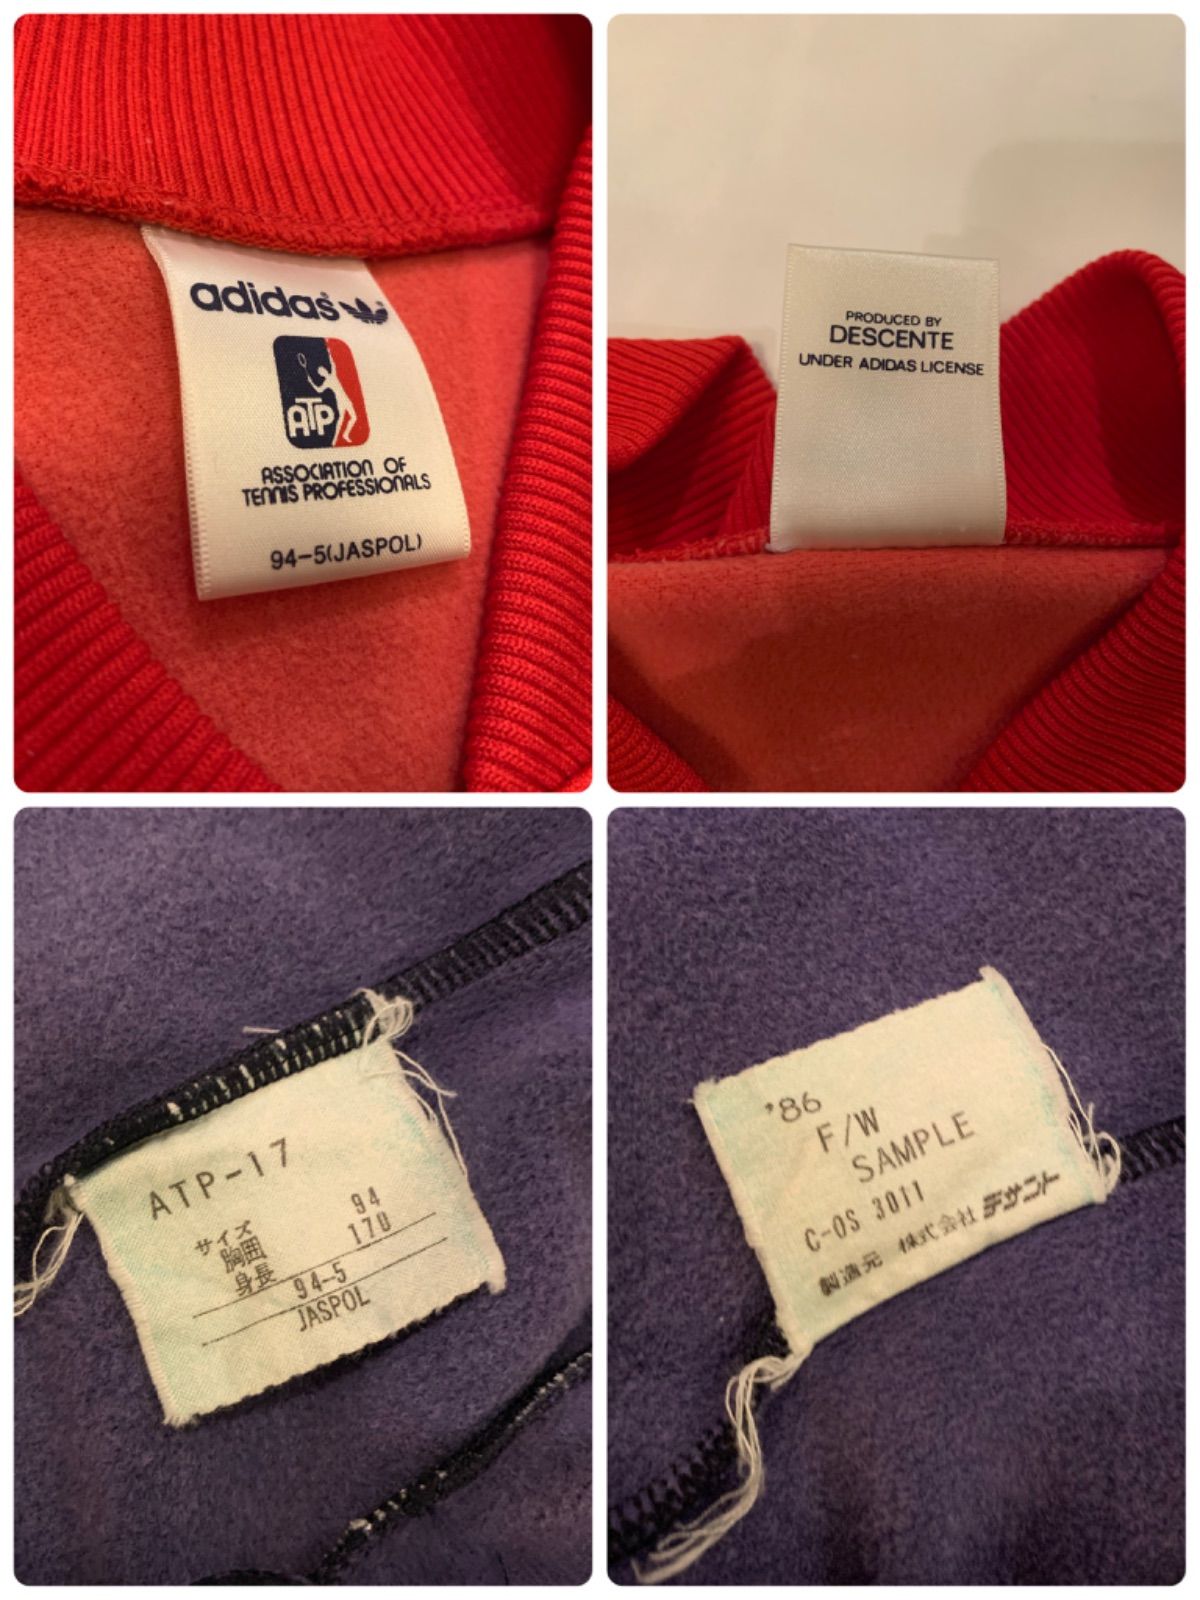 adidas
ATP
ASSOCIATION OF
TENNIS PROFESSIONALS
94-5(JASPOL)
PRODUCED BY
DESCENTE
UNDER ADIDAS LICENSE
ATP-17
サイズ
胸囲 94
身長 170
94-5
JASPOL
'86
F/W
SAMPLE
C-OS 3011
製造元 株式会社 デサント